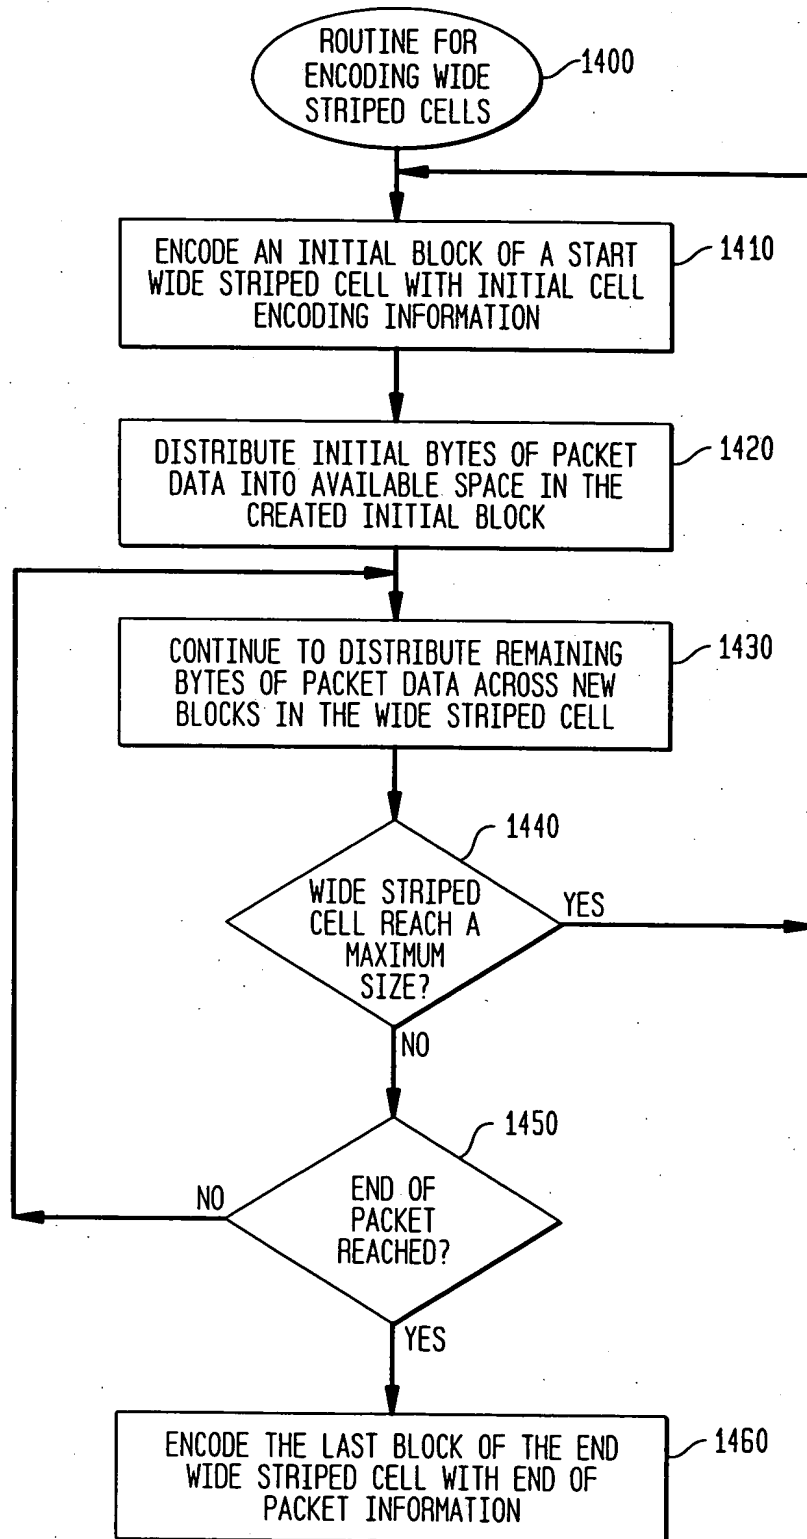 ROUTINE FOR
ENCODING WIDE
STRIPED CELLS
1400
ENCODE AN INITIAL BLOCK OF A START
WIDE STRIPED CELL WITH INITIAL CELL
ENCODING INFORMATION
1410
DISTRIBUTE INITIAL BYTES OF PACKET
DATA INTO AVAILABLE SPACE IN THE
CREATED INITIAL BLOCK
1420
CONTINUE TO DISTRIBUTE REMAINING
BYTES OF PACKET DATA ACROSS NEW
BLOCKS IN THE WIDE STRIPED CELL
1430
1440
WIDE STRIPED
CELL REACH A
MAXIMUM
SIZE?
YES
NO
1450
END OF
PACKET
REACHED?
NO
YES
ENCODE THE LAST BLOCK OF THE END
WIDE STRIPED CELL WITH END OF
PACKET INFORMATION
1460